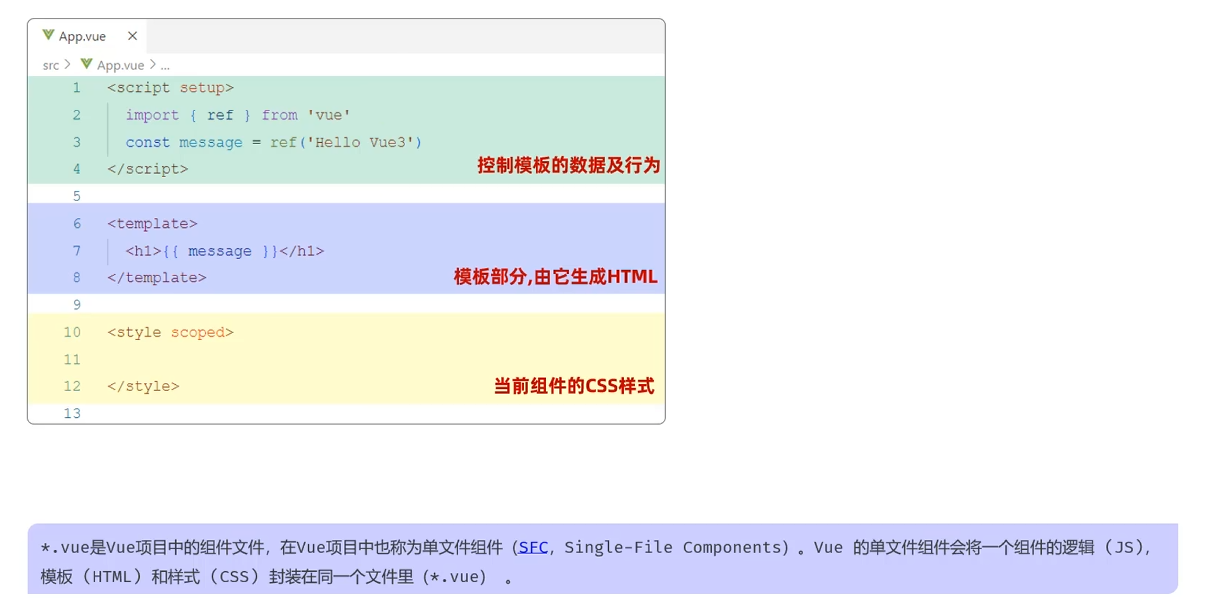 App.vue ×
src > App.vue > ...
1 <script setup>
2 import { ref } from 'vue'
3 const message = ref('Hello Vue3')
4 </script>
控制模板的数据及行为
5
6 <template>
7 <h1>{{ message }}</h1>
8 </template>
模板部分,由它生成HTML
9
10 <style scoped>
11
12 </style>
当前组件的CSS样式
13
*.vue是Vue项目中的组件文件，在Vue项目中也称为单文件组件（SFC，Single-File Components）。Vue 的单文件组件会将一个组件的逻辑 (JS)，
模板 (HTML) 和样式 (CSS) 封装在同一个文件里（*.vue） 。